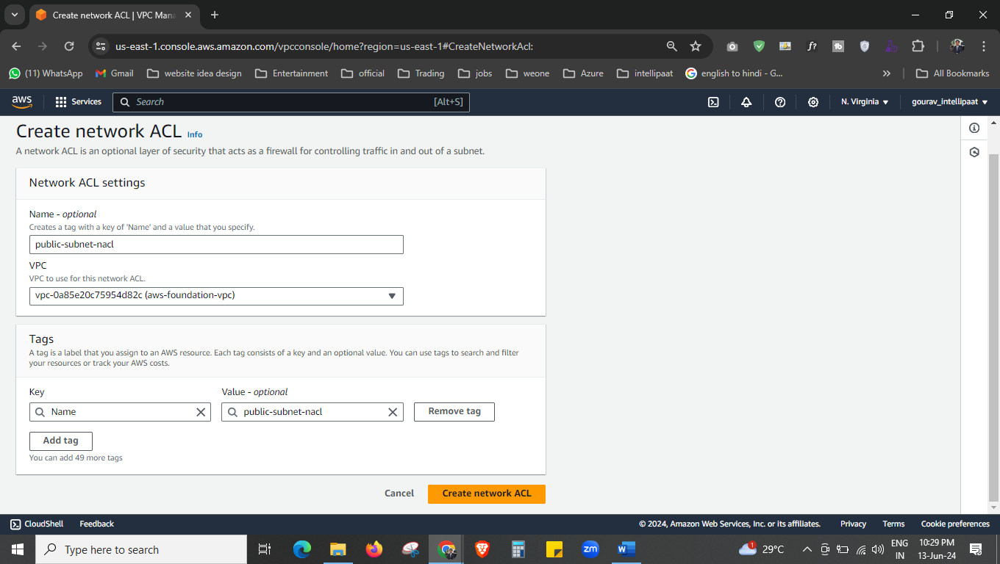 Create network ACL | VPC Mana
us-east-1.console.aws.amazon.com/vpcconsole/home?region=us-east-1#CreateNetworkAcl:
(11) WhatsApp Gmail website idea design Entertainment official Trading jobs weone Azure intellipaat english to hindi - G... » All Bookmarks
aws Services Search [Alt+S] N. Virginia gourav_intellipaat
Create network ACL Info
A network ACL is an optional layer of security that acts as a firewall for controlling traffic in and out of a subnet.
Network ACL settings
Name - optional
Creates a tag with a key of 'Name' and a value that you specify.
public-subnet-nacl
VPC
VPC to use for this network ACL.
vpc-0a85e20c75954d82c (aws-foundation-vpc)
Tags
A tag is a label that you assign to an AWS resource. Each tag consists of a key and an optional value. You can use tags to search and filter
your resources or track your AWS costs.
Key Value - optional
Name public-subnet-nacl Remove tag
Add tag
You can add 49 more tags
Cancel Create network ACL
CloudShell Feedback © 2024, Amazon Web Services, Inc. or its affiliates. Privacy Terms Cookie preferences
Type here to search zm W 1 29°C ENG 10:29 PM
IN 13-Jun-24